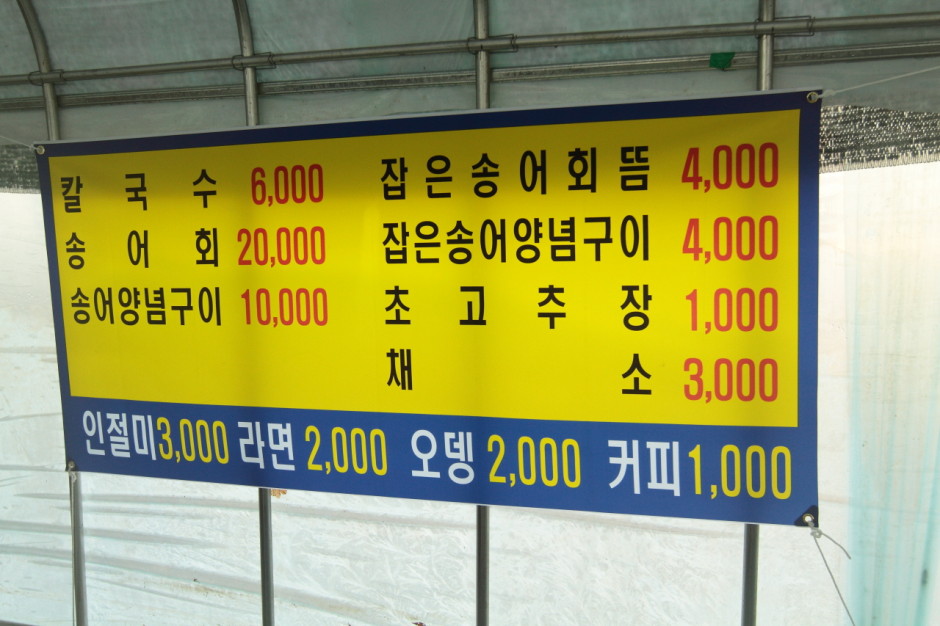 칼국수 6,000
송어회 20,000
송어양념구이 10,000
잡은송어회뜸 4,000
잡은송어양념구이 4,000
초고추장 1,000
채소 3,000
인절미 3,000 라면 2,000 오뎅 2,000 커피 1,000